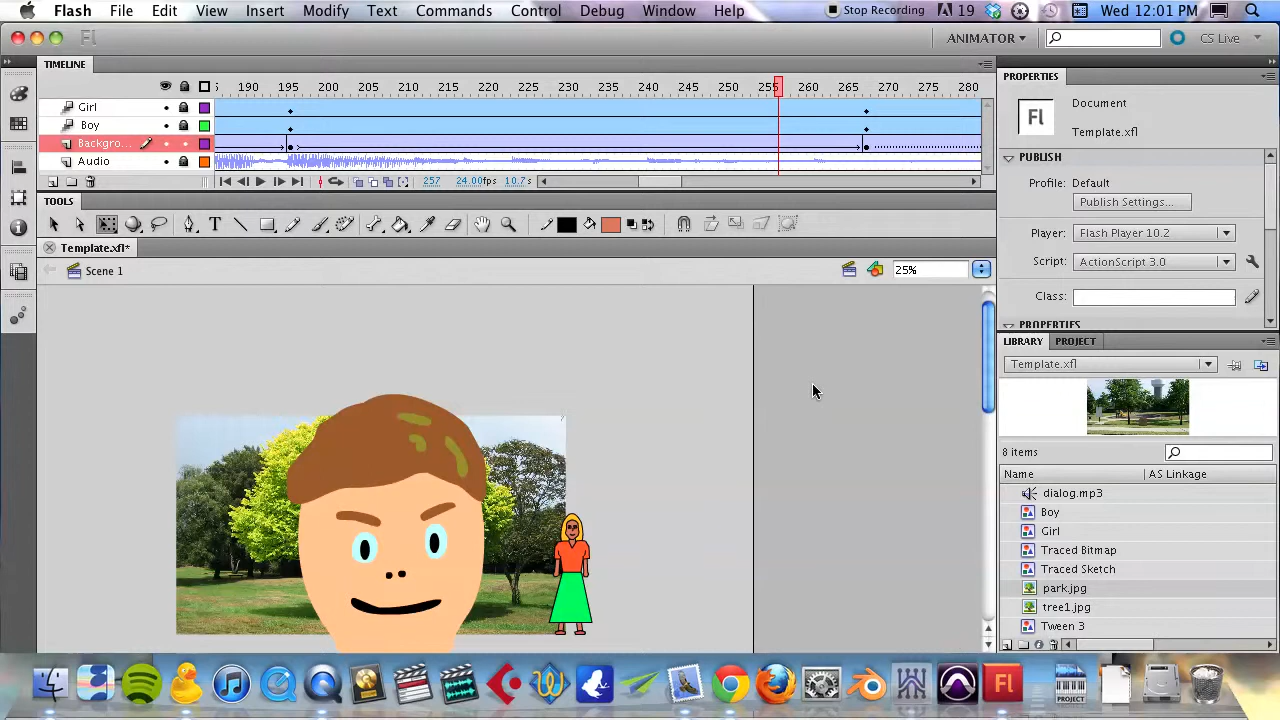 Flash File Edit View Insert Modify Text Commands Control Debug Window Help Stop Recording 19 Wed 12:01 PM
Fl ANIMATOR CS Live
TIMELINE
190 195 200 205 210 215 220 225 230 235 240 245 250 255 260 265 270 275 280
Girl
Boy
Backgro...
Audio
257 24.00fps 10.7s
TOOLS
T
Template.xfl*
Scene 1 25%
PROPERTIES
Fl Document
Template.xfl
PUBLISH
Profile: Default
Publish Settings...
Player: Flash Player 10.2
Script: ActionScript 3.0
Class:
PROPERTIES
LIBRARY PROJECT
Template.xfl
8 items
Name AS Linkage
dialog.mp3
Boy
Girl
Traced Bitmap
Traced Sketch
park.jpg
tree1.jpg
Tween 3
PROJECT
Fl